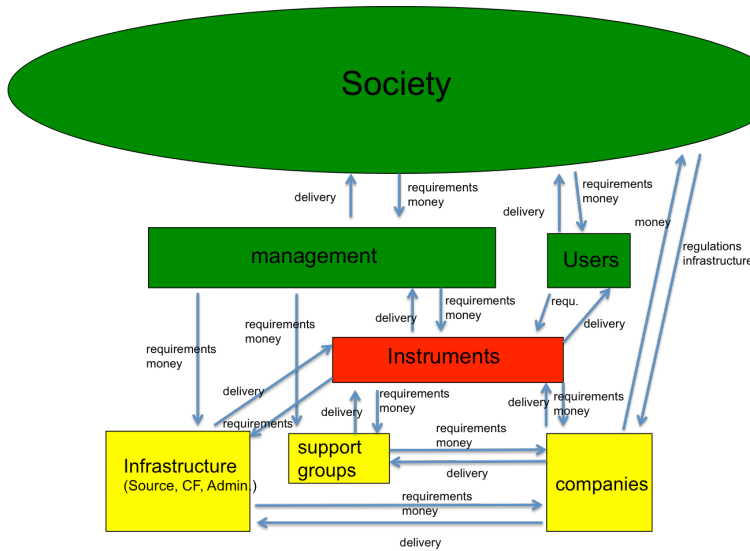 Society
delivery
requirements
money
delivery
requirements
money
money
regulations
infrastructure
management
Users
requirements
money
requirements
money
delivery
requirements
money
requ.
delivery
Instruments
delivery
requirements
delivery
requirements
money
delivery
requirements
money
Infrastructure
(Source, CF, Admin.)
support
groups
requirements
money
delivery
companies
requirements
money
delivery